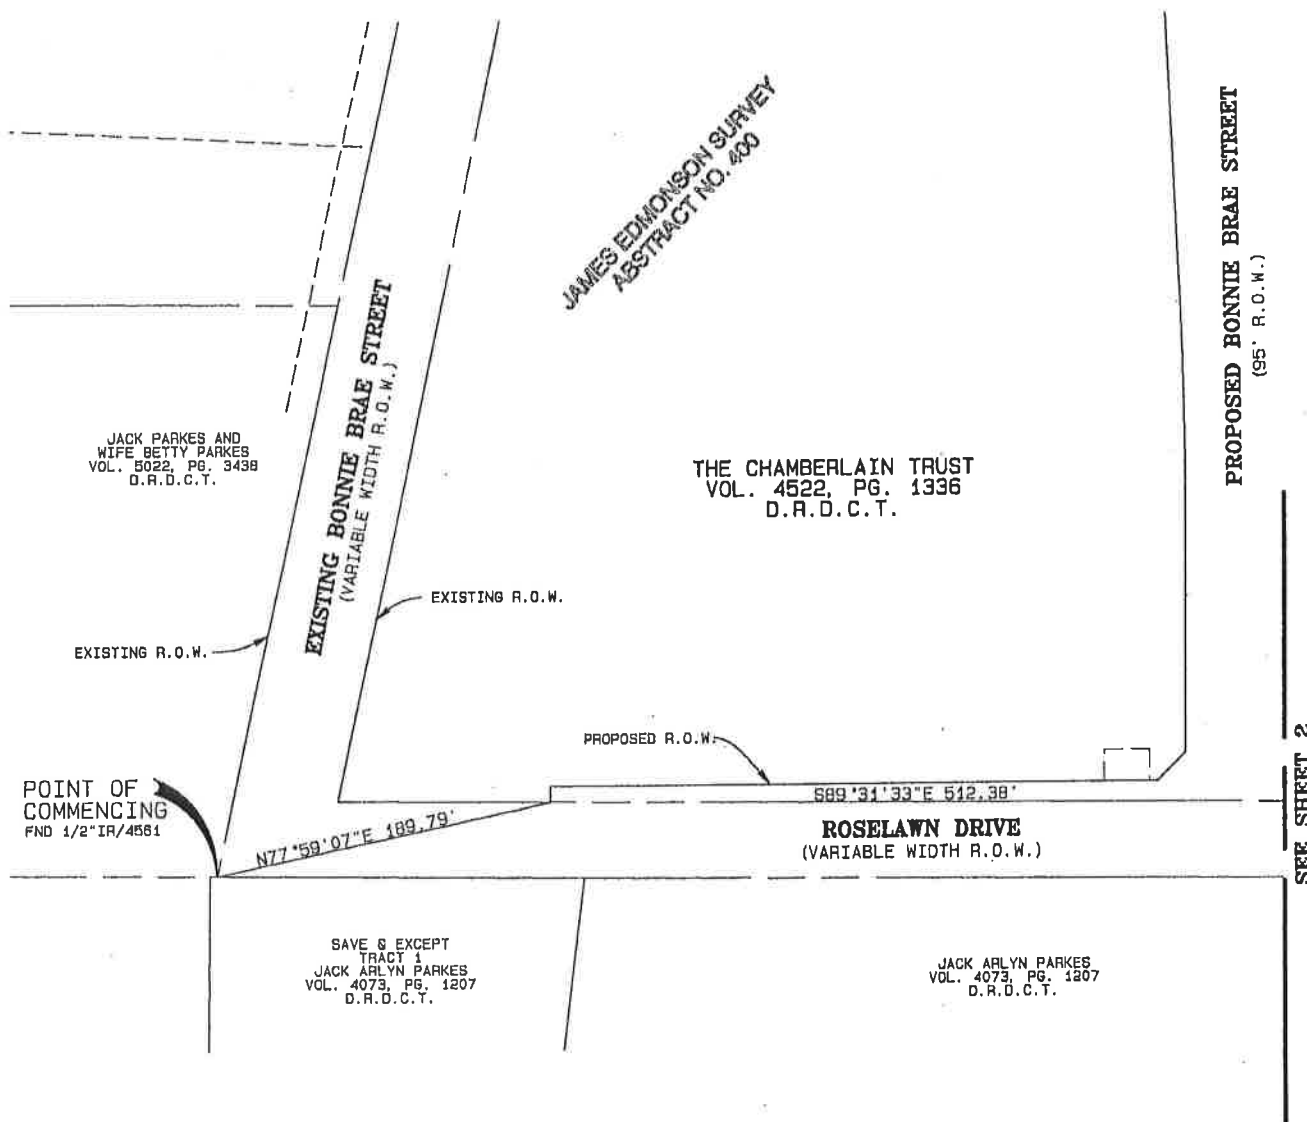 JAMES EDMONSON SURVEY
ABSTRACT NO. 400
PROPOSED BONNIE BRAE STREET
(95' R.O.W.)
EXISTING BONNIE BRAE STREET
(VARIABLE WIDTH R.O.W.)
JACK PARKES AND
WIFE BETTY PARKES
VOL. 5022, PG. 3438
D.R.D.C.T.
THE CHAMBERLAIN TRUST
VOL. 4522, PG. 1336
D.R.D.C.T.
EXISTING R.O.W.
EXISTING R.O.W.
PROPOSED R.O.W.
POINT OF
COMMENCING
FND 1/2"IR/4561
N77°59'07"E 189.79'
S89°31'33"E 512.38'
ROSELAWN DRIVE
(VARIABLE WIDTH R.O.W.)
SEE SHEET 2
SAVE & EXCEPT
TRACT 1
JACK ARLYN PARKES
VOL. 4073, PG. 1207
D.R.D.C.T.
JACK ARLYN PARKES
VOL. 4073, PG. 1207
D.R.D.C.T.